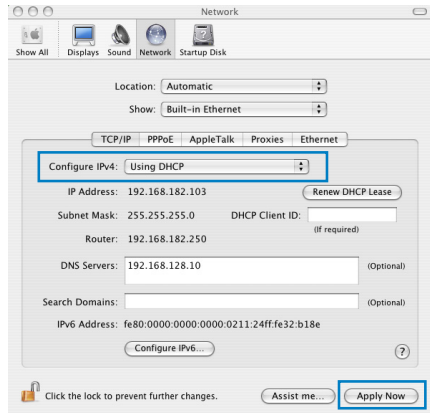 Network
Show All Displays Sound Network Startup Disk
Location: Automatic
Show: Built-in Ethernet
TCP/IP PPPoE AppleTalk Proxies Ethernet
Configure IPv4: Using DHCP
IP Address: 192.168.182.103 Renew DHCP Lease
Subnet Mask: 255.255.255.0 DHCP Client ID:
(If required)
Router: 192.168.182.250
DNS Servers: 192.168.128.10 (Optional)
Search Domains: (Optional)
IPv6 Address: fe80:0000:0000:0000:0211:24ff:fe32:b18e
Configure IPv6... ?
Click the lock to prevent further changes. Assist me... Apply Now